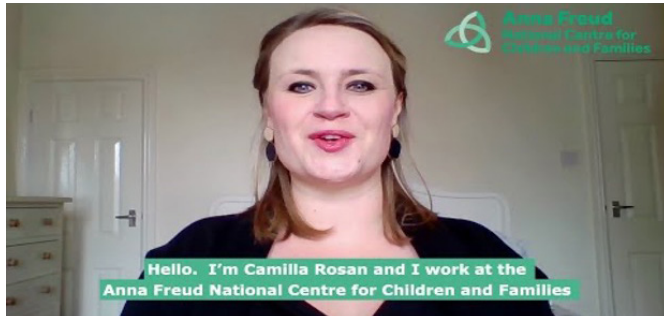 Anna Freud
National Centre for
Children and Families
Hello. I'm Camilla Rosan and I work at the
Anna Freud National Centre for Children and Families